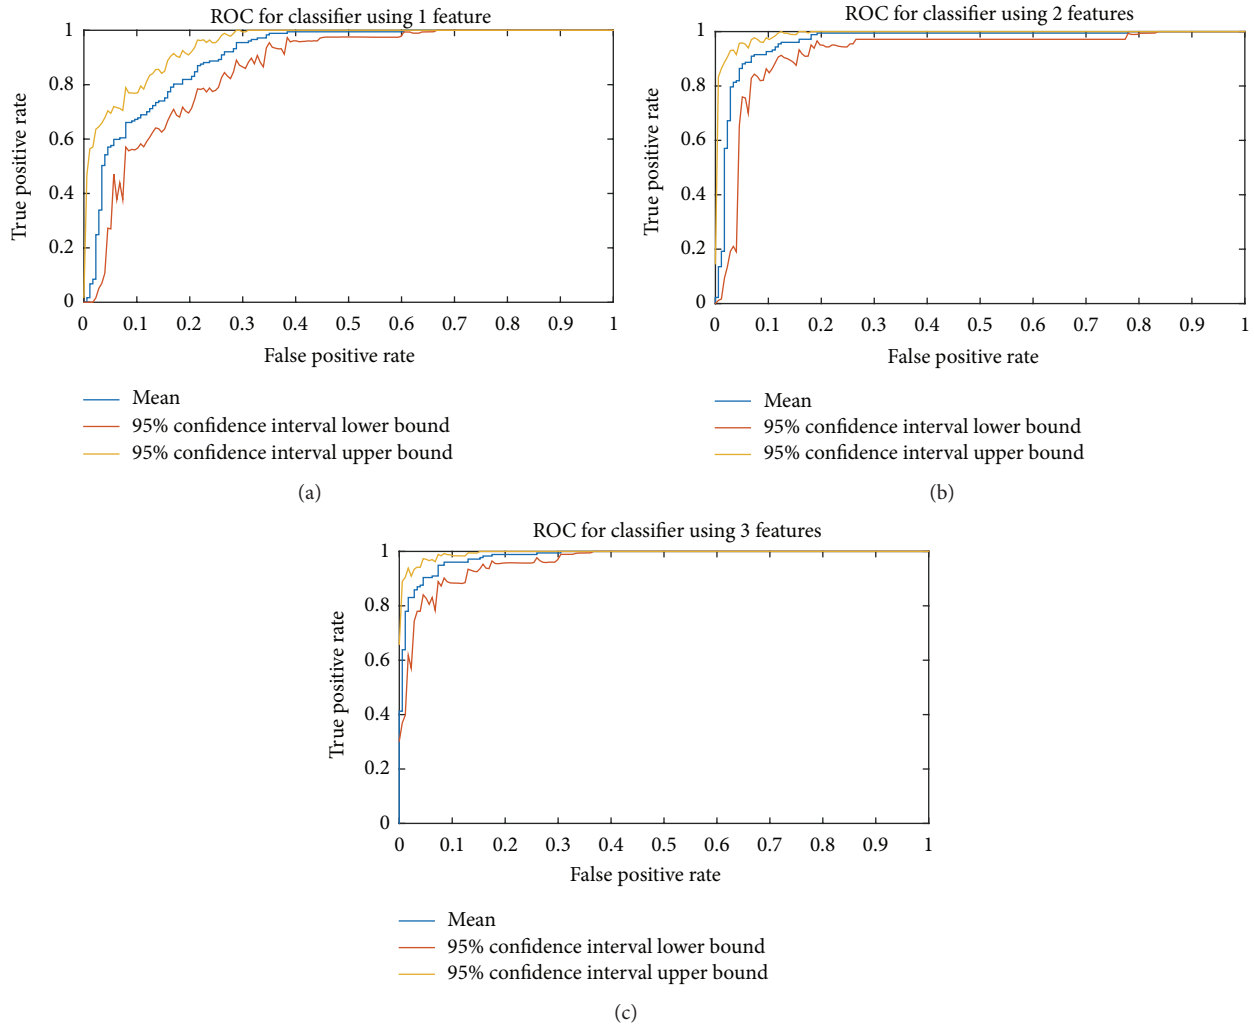 ROC for classifier using 1 feature
1
0.8
0.6
0.4
0.2
0
True positive rate
0 0.1 0.2 0.3 0.4 0.5 0.6 0.7 0.8 0.9 1
False positive rate
Mean
95% confidence interval lower bound
95% confidence interval upper bound
(a)
ROC for classifier using 2 features
1
0.8
0.6
0.4
0.2
0
True positive rate
0 0.1 0.2 0.3 0.4 0.5 0.6 0.7 0.8 0.9 1
False positive rate
Mean
95% confidence interval lower bound
95% confidence interval upper bound
(b)
ROC for classifier using 3 features
1
0.8
0.6
0.4
0.2
0
True positive rate
0 0.1 0.2 0.3 0.4 0.5 0.6 0.7 0.8 0.9 1
False positive rate
Mean
95% confidence interval lower bound
95% confidence interval upper bound
(c)